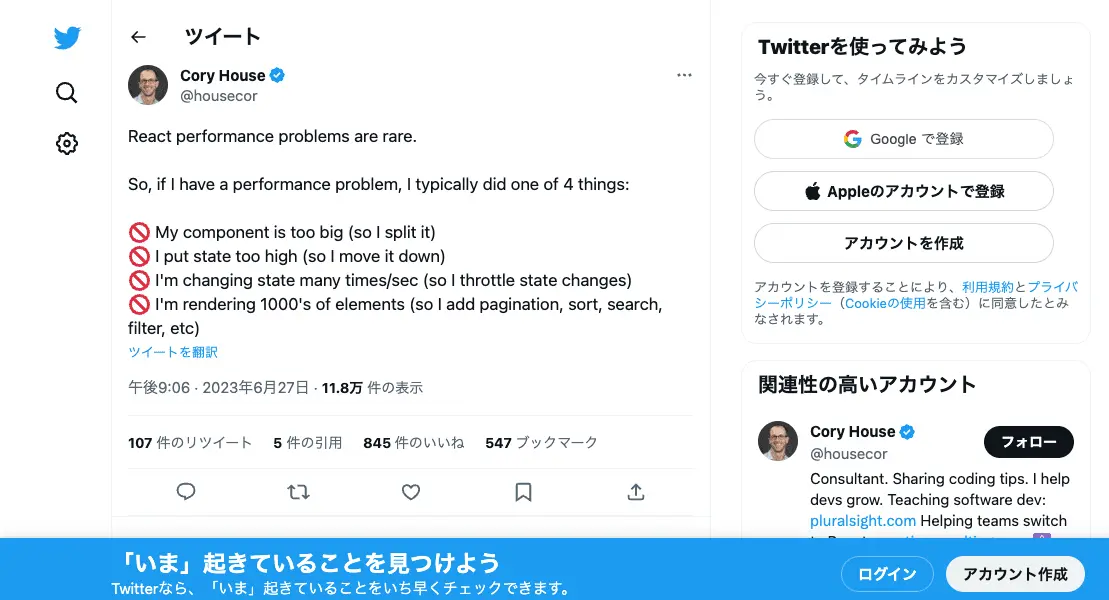 ツイート
Cory House
@housecor
React performance problems are rare.
So, if I have a performance problem, I typically did one of 4 things:
🚫 My component is too big (so I split it)
🚫 I put state too high (so I move it down)
🚫 I'm changing state many times/sec (so I throttle state changes)
🚫 I'm rendering 1000's of elements (so I add pagination, sort, search,
filter, etc)
ツイートを翻訳
午後9:06 · 2023年6月27日 · 11.8万 件の表示
107 件のリツイート 5 件の引用 845 件のいいね 547 ブックマーク
Twitterを使ってみよう
今すぐ登録して、タイムラインをカスタマイズしましょ
う。
Google で登録
Appleのアカウントで登録
アカウントを作成
アカウントを登録することにより、利用規約とプライバ
シーポリシー（Cookieの使用を含む）に同意したとみ
なされます。
関連性の高いアカウント
Cory House
@housecor
フォロー
Consultant. Sharing coding tips. I help
devs grow. Teaching software dev:
pluralsight.com Helping teams switch
「いま」起きていることを見つけよう
Twitterなら、「いま」起きていることをいち早くチェックできます。
ログイン
アカウント作成